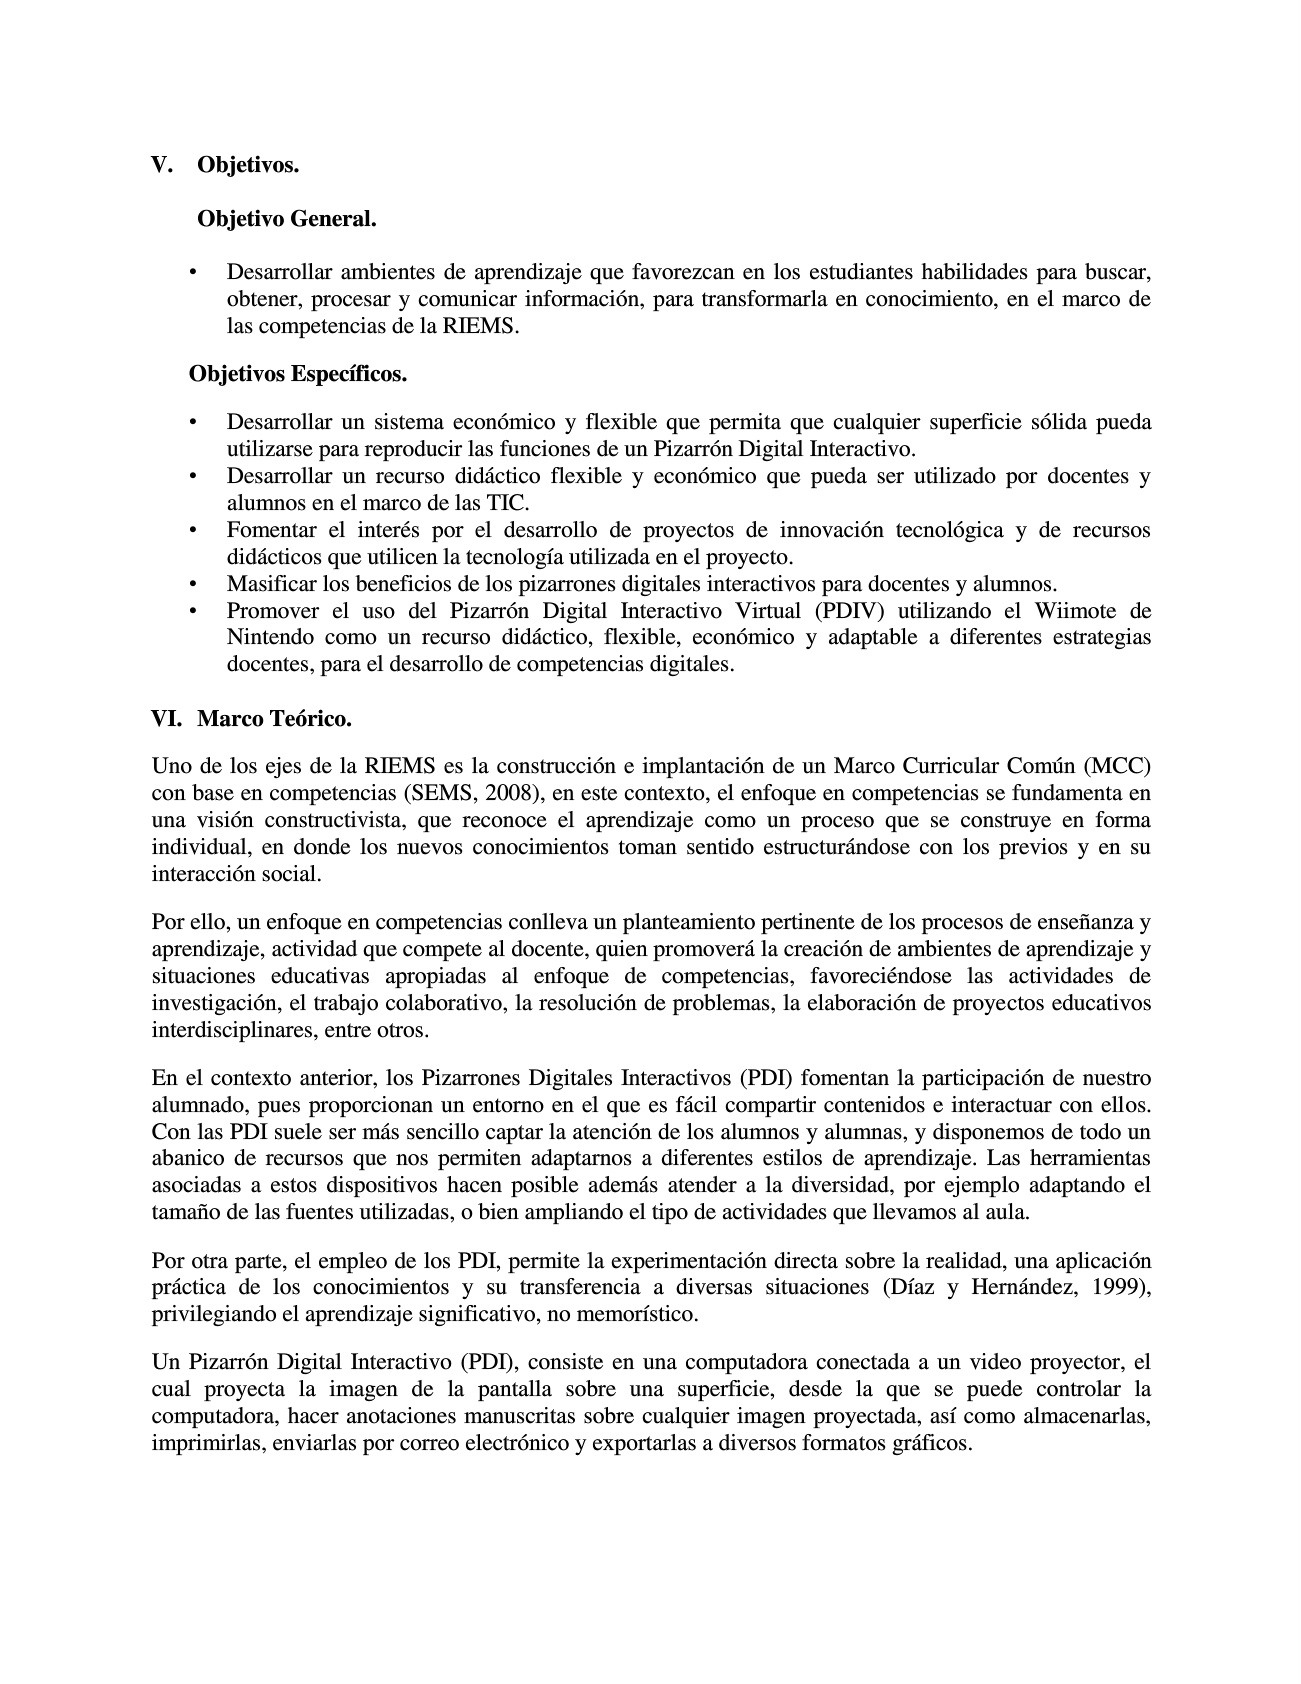 V. Objetivos.
Objetivo General.
• Desarrollar ambientes de aprendizaje que favorezcan en los estudiantes habilidades para buscar,
obtener, procesar y comunicar información, para transformarla en conocimiento, en el marco de
las competencias de la RIEMS.
Objetivos Específicos.
• Desarrollar un sistema económico y flexible que permita que cualquier superficie sólida pueda
utilizarse para reproducir las funciones de un Pizarrón Digital Interactivo.
• Desarrollar un recurso didáctico flexible y económico que pueda ser utilizado por docentes y
alumnos en el marco de las TIC.
• Fomentar el interés por el desarrollo de proyectos de innovación tecnológica y de recursos
didácticos que utilicen la tecnología utilizada en el proyecto.
• Masificar los beneficios de los pizarrones digitales interactivos para docentes y alumnos.
• Promover el uso del Pizarrón Digital Interactivo Virtual (PDIV) utilizando el Wiimote de
Nintendo como un recurso didáctico, flexible, económico y adaptable a diferentes estrategias
docentes, para el desarrollo de competencias digitales.
VI. Marco Teórico.
Uno de los ejes de la RIEMS es la construcción e implantación de un Marco Curricular Común (MCC)
con base en competencias (SEMS, 2008), en este contexto, el enfoque en competencias se fundamenta en
una visión constructivista, que reconoce el aprendizaje como un proceso que se construye en forma
individual, en donde los nuevos conocimientos toman sentido estructurándose con los previos y en su
interacción social.
Por ello, un enfoque en competencias conlleva un planteamiento pertinente de los procesos de enseñanza y
aprendizaje, actividad que compete al docente, quien promoverá la creación de ambientes de aprendizaje y
situaciones educativas apropiadas al enfoque de competencias, favoreciéndose las actividades de
investigación, el trabajo colaborativo, la resolución de problemas, la elaboración de proyectos educativos
interdisciplinares, entre otros.
En el contexto anterior, los Pizarrones Digitales Interactivos (PDI) fomentan la participación de nuestro
alumnado, pues proporcionan un entorno en el que es fácil compartir contenidos e interactuar con ellos.
Con las PDI suele ser más sencillo captar la atención de los alumnos y alumnas, y disponemos de todo un
abanico de recursos que nos permiten adaptarnos a diferentes estilos de aprendizaje. Las herramientas
asociadas a estos dispositivos hacen posible además atender a la diversidad, por ejemplo adaptando el
tamaño de las fuentes utilizadas, o bien ampliando el tipo de actividades que llevamos al aula.
Por otra parte, el empleo de los PDI, permite la experimentación directa sobre la realidad, una aplicación
práctica de los conocimientos y su transferencia a diversas situaciones (Díaz y Hernández, 1999),
privilegiando el aprendizaje significativo, no memorístico.
Un Pizarrón Digital Interactivo (PDI), consiste en una computadora conectada a un video proyector, el
cual proyecta la imagen de la pantalla sobre una superficie, desde la que se puede controlar la
computadora, hacer anotaciones manuscritas sobre cualquier imagen proyectada, así como almacenarlas,
imprimirlas, enviarlas por correo electrónico y exportarlas a diversos formatos gráficos.